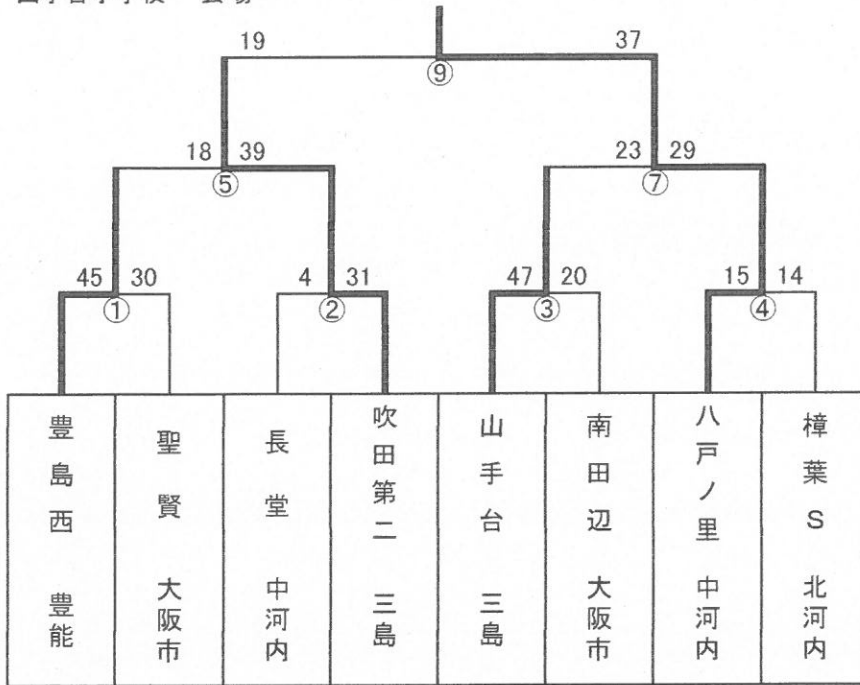 19 37
⑨
18 39 23 29
⑤ ⑦
45 30 4 31 47 20 15 14
① ② ③ ④
豊島西 豊能
聖賢 大阪市
長堂 中河内
吹田第二 三島
山手台 三島
南田辺 大阪市
八戸ノ里 中河内
樟葉S 北河内